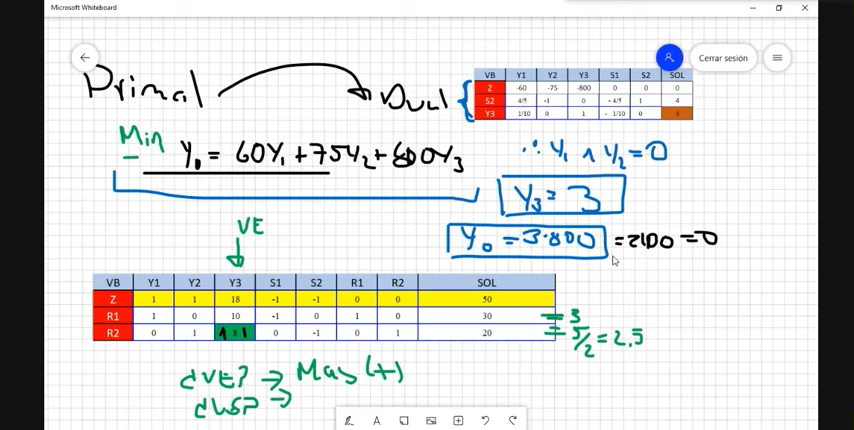 Microsoft Whiteboard
Cerrar sesión
Primal
Dual
VB Y1 Y2 Y3 S1 S2 SOL
Z -60 -75 -800 0 0 0
S2 4/5 -1 0 - 4/5 1 4
Y3 1/10 0 1 - 1/10 0 3
Min
Y₀ = 60Y₁ + 75Y₂ + 800Y₃
∴ Y₁ ∧ Y₂ = 0
Y₃ = 3
Y₀ = 3·800 = 2400 = 0
VE
VB Y1 Y2 Y3 S1 S2 R1 R2 SOL
Z 1 1 18 -1 -1 0 0 50
R1 1 0 10 -1 0 1 0 30
R2 0 1 8 0 -1 0 1 20
= 3
= 5/2 = 2.5
¿VE? → Mas (+)
¿VS? →